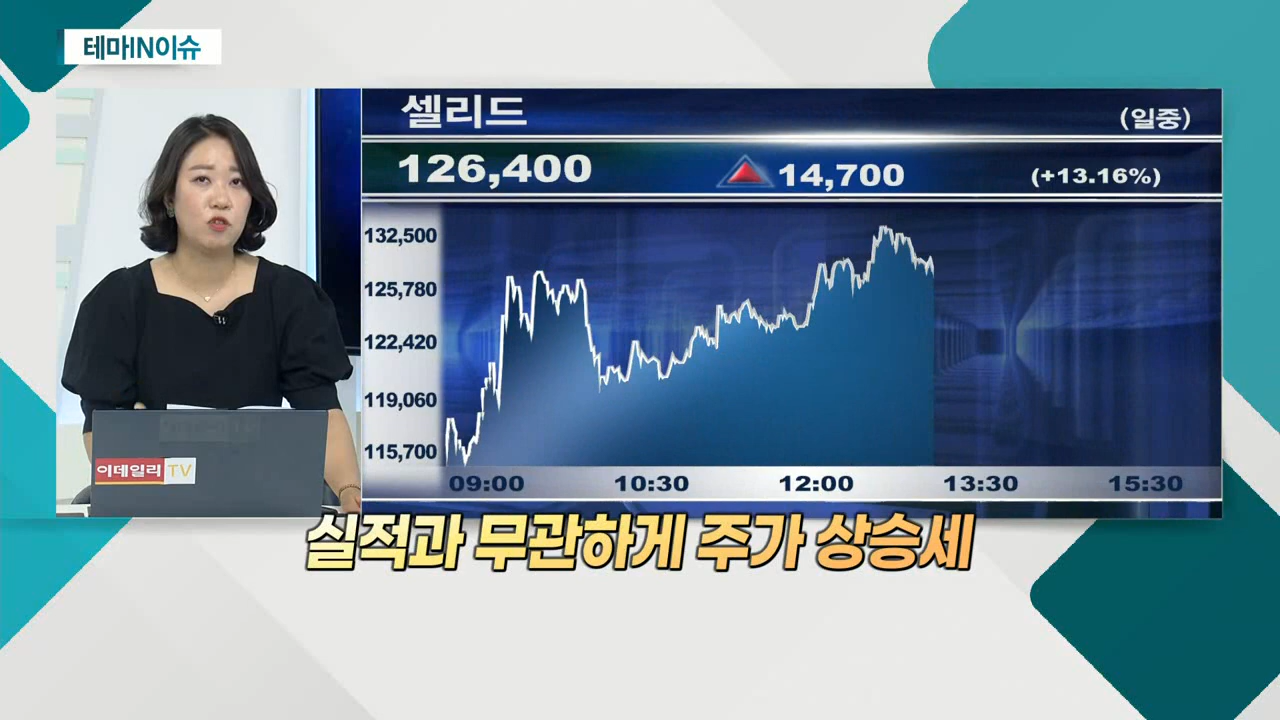 테마IN이슈
셀리드
(일중)
126,400 14,700 (+13.16%)
132,500
125,780
122,420
119,060
115,700
09:00 10:30 12:00 13:30 15:30
이데일리 TV
실적과 무관하게 주가 상승세